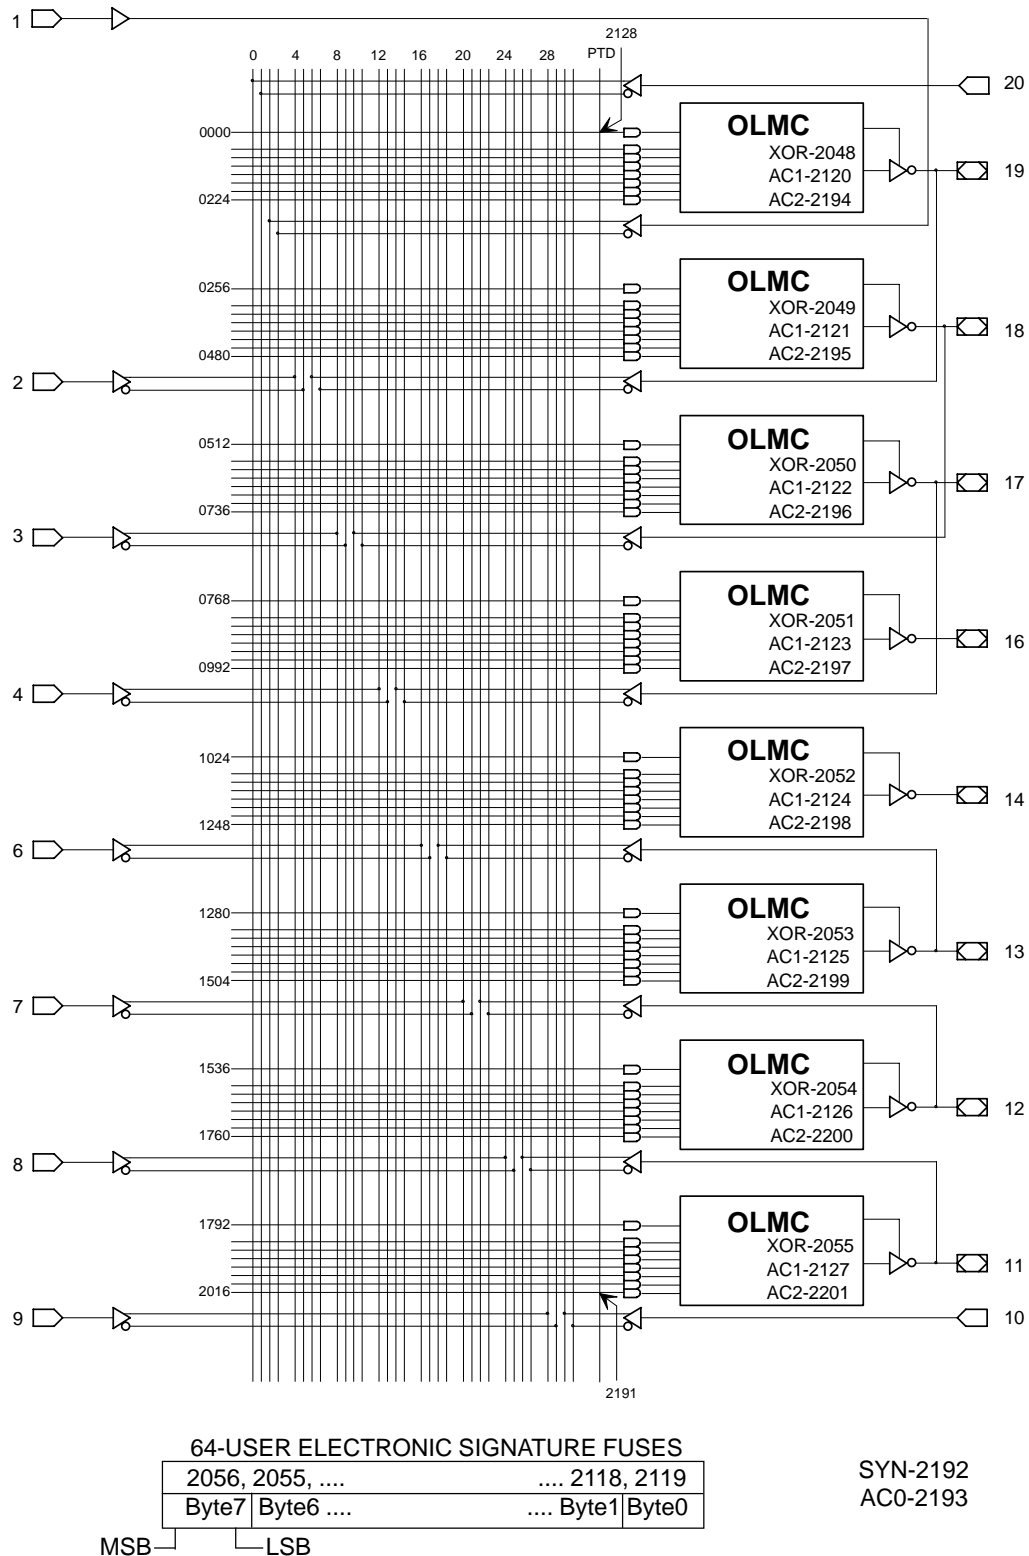 1
2128
0 4 8 12 16 20 24 28 PTD
20
0000
OLMC
XOR-2048
AC1-2120
19
AC2-2194
0224
0256
OLMC
XOR-2049
AC1-2121
18
AC2-2195
0480
2
0512
OLMC
XOR-2050
AC1-2122
17
AC2-2196
0736
3
0768
OLMC
XOR-2051
AC1-2123
16
AC2-2197
0992
4
1024
OLMC
XOR-2052
AC1-2124
14
AC2-2198
1248
6
1280
OLMC
XOR-2053
AC1-2125
13
AC2-2199
1504
7
1536
OLMC
XOR-2054
AC1-2126
12
AC2-2200
1760
8
1792
OLMC
XOR-2055
AC1-2127
11
AC2-2201
2016
9
10
2191
64-USER ELECTRONIC SIGNATURE FUSES
2056, 2055, .... .... 2118, 2119
Byte7 Byte6 .... .... Byte1 Byte0
MSB LSB
SYN-2192
AC0-2193